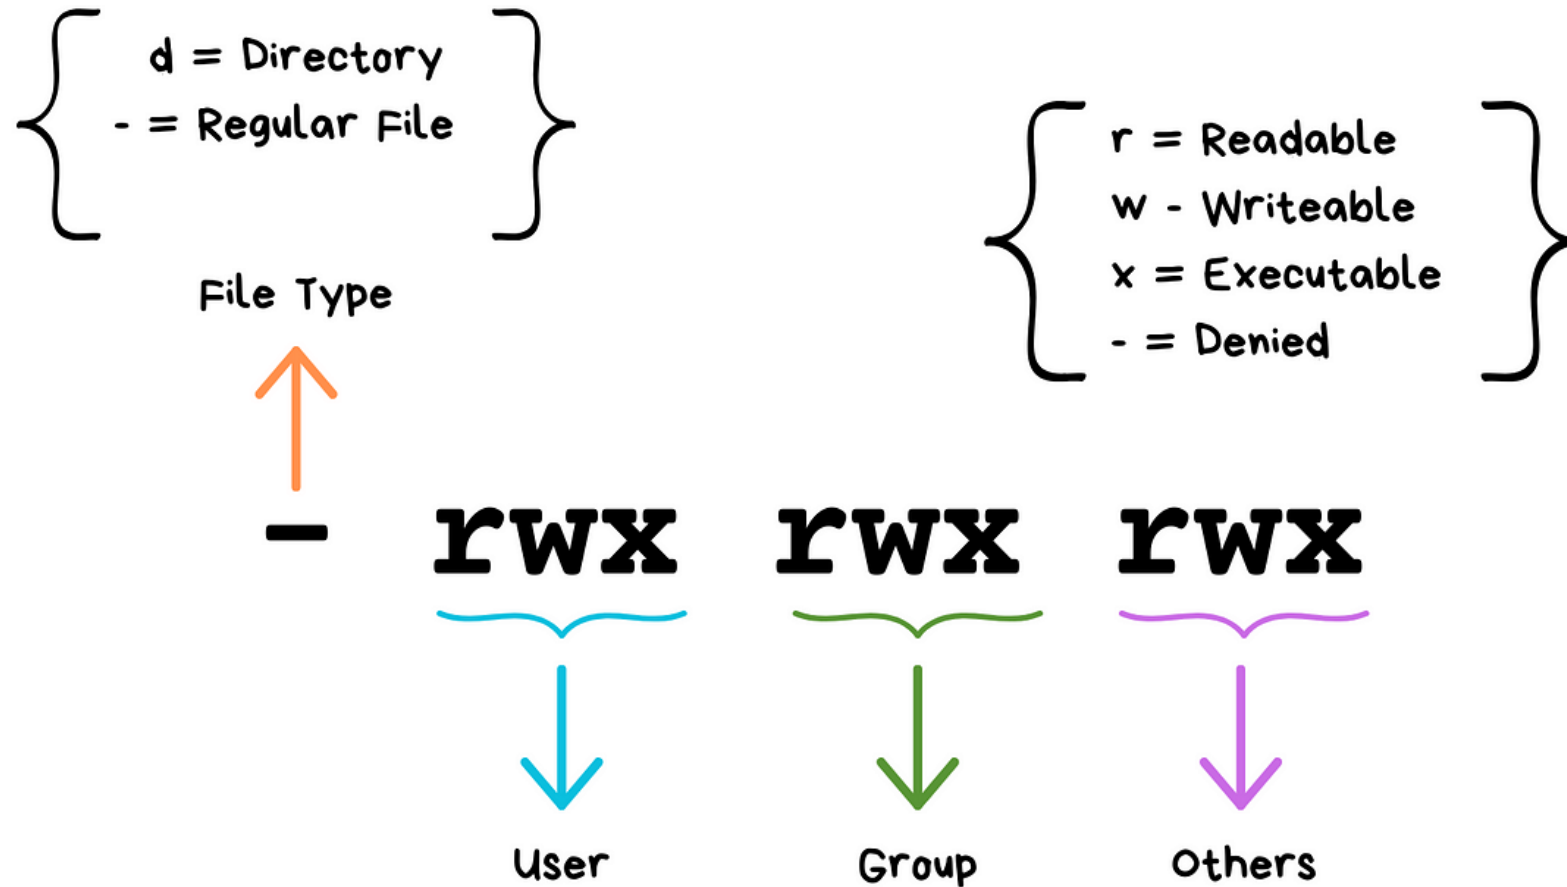 d = Directory
- = Regular File
File Type
r = Readable
w - Writeable
x = Executable
- = Denied
- rwx rwx rwx
User Group Others